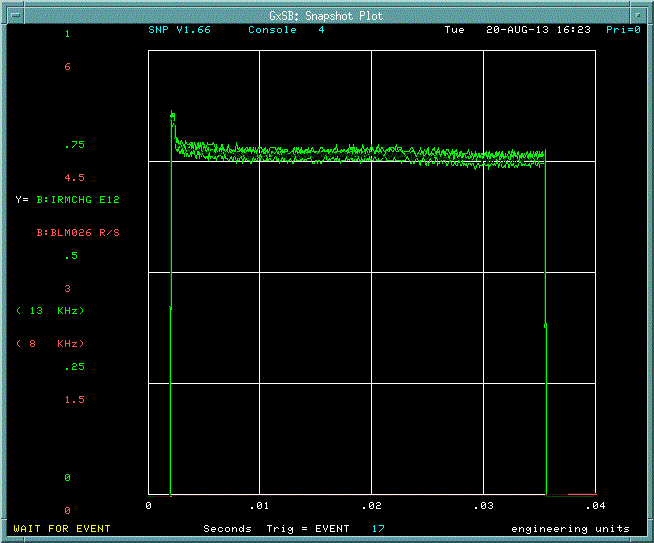 GxSB: Snapshot Plot
1 SNP V1.66 Console 4 Tue 20-AUG-13 16:23 Pri=0
6
.75
4.5
Y= B:IRMCHG E12
B:BLM026 R/S
.5
3
( 13 KHz)
( 8 KHz)
.25
1.5
0
0 0 .01 .02 .03 .04
WAIT FOR EVENT Seconds Trig = EVENT 17 engineering units